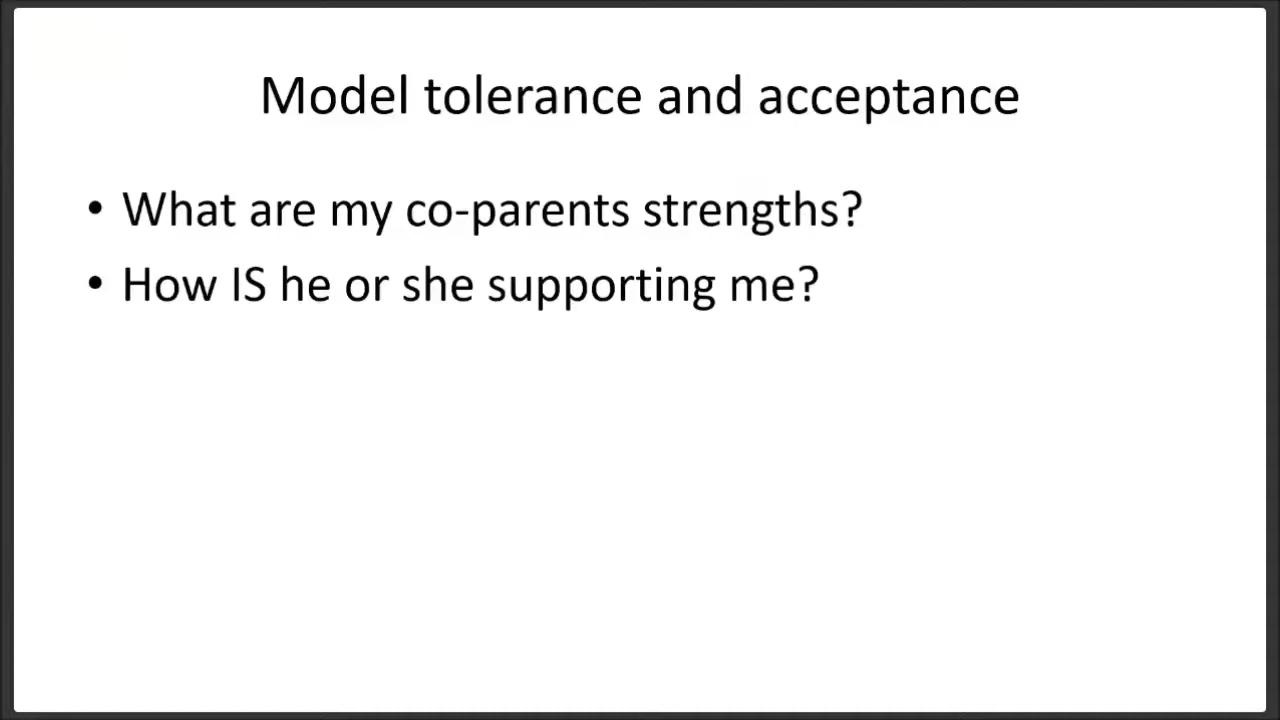 Model tolerance and acceptance
• What are my co-parents strengths?
• How IS he or she supporting me?